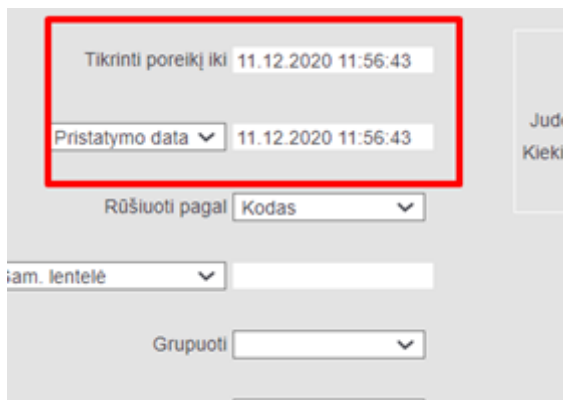 Tikrinti poreikį iki 11.12.2020 11:56:43
Pristatymo data 11.12.2020 11:56:43
Rūšiuoti pagal Kodas
lentelė
Grupuoti